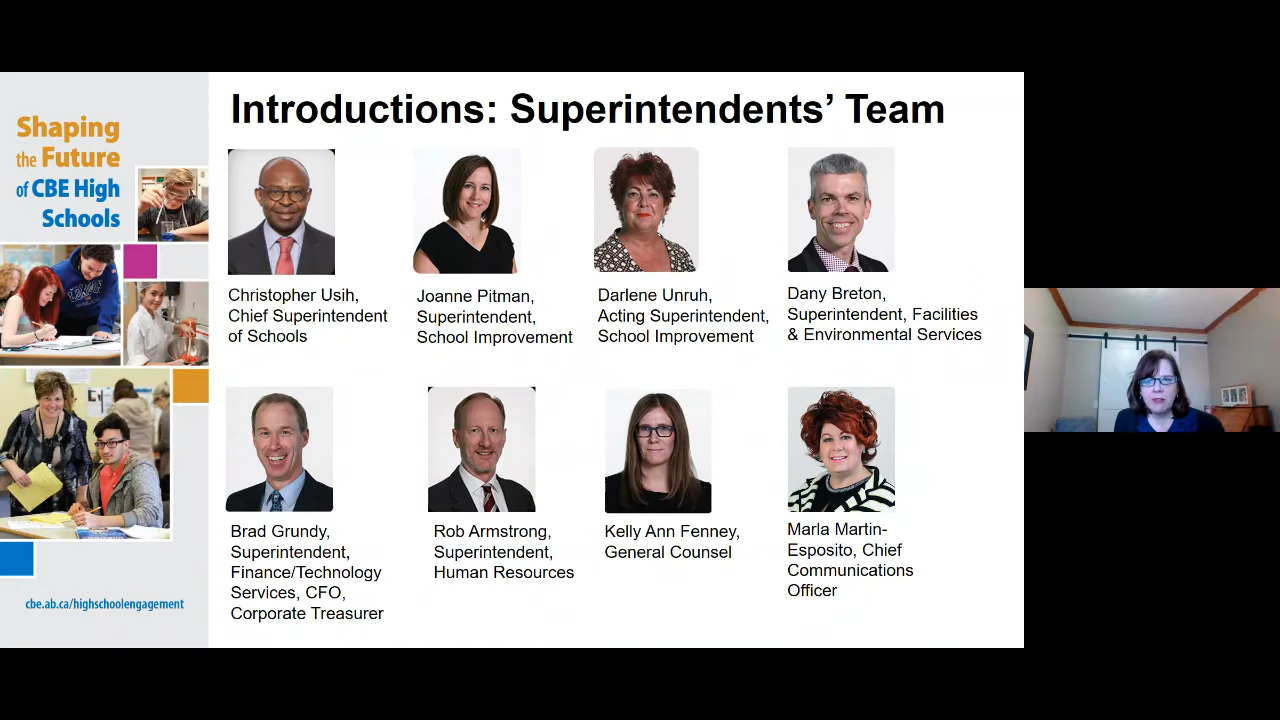 Shaping
the Future
of CBE High
Schools
cbe.ab.ca/highschoolengagement
Introductions: Superintendents’ Team
Christopher Usih,
Chief Superintendent
of Schools
Joanne Pitman,
Superintendent,
School Improvement
Darlene Unruh,
Acting Superintendent,
School Improvement
Dany Breton,
Superintendent, Facilities
& Environmental Services
Brad Grundy,
Superintendent,
Finance/Technology
Services, CFO,
Corporate Treasurer
Rob Armstrong,
Superintendent,
Human Resources
Kelly Ann Fenney,
General Counsel
Marla Martin-
Esposito, Chief
Communications
Officer